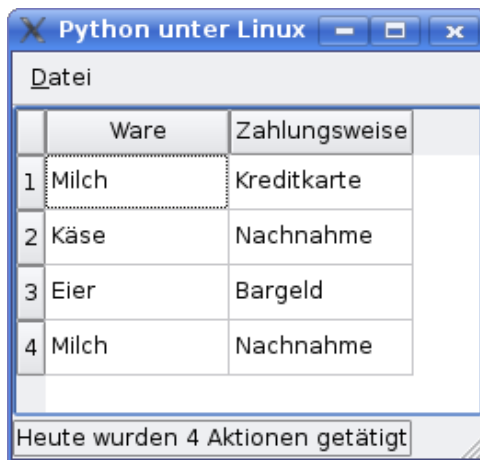 Python unter Linux
Datei
Ware Zahlungsweise
1 Milch Kreditkarte
2 Käse Nachnahme
3 Eier Bargeld
4 Milch Nachnahme
Heute wurden 4 Aktionen getätigt